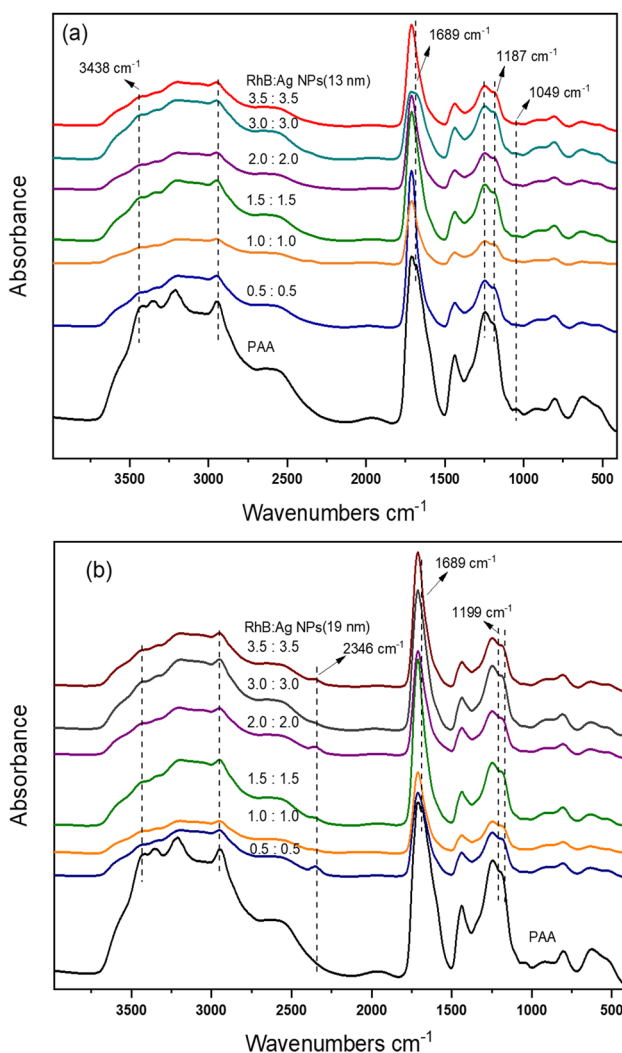 (a)
1689 cm-1
3438 cm-1
RhB:Ag NPs(13 nm)
1187 cm-1
3.5 : 3.5
1049 cm-1
3.0 : 3.0
2.0 : 2.0
1.5 : 1.5
1.0 : 1.0
0.5 : 0.5
PAA
Absorbance
3500 3000 2500 2000 1500 1000 500
Wavenumbers cm-1
(b)
1689 cm-1
RhB:Ag NPs(19 nm)
1199 cm-1
3.5 : 3.5
2346 cm-1
3.0 : 3.0
2.0 : 2.0
1.5 : 1.5
1.0 : 1.0
0.5 : 0.5
PAA
Absorbance
3500 3000 2500 2000 1500 1000 500
Wavenumbers cm-1